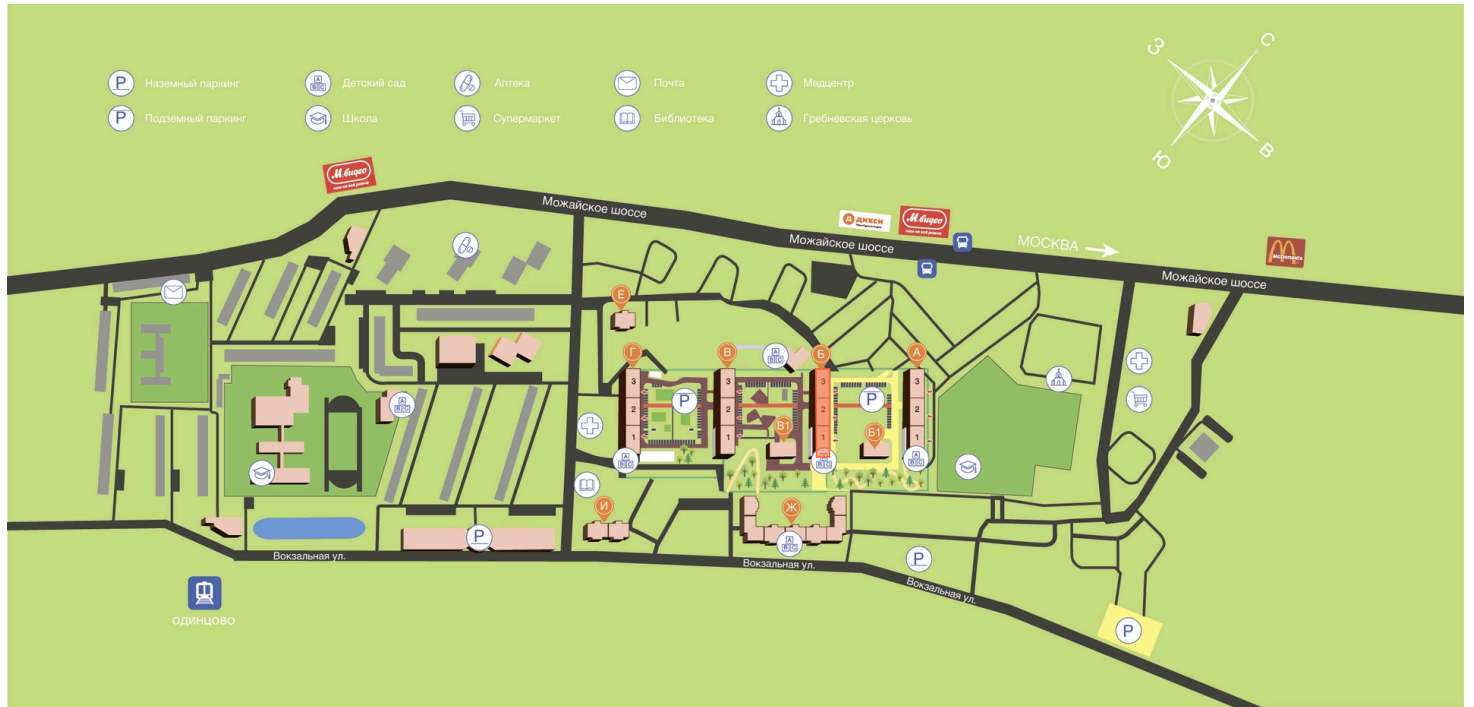 С
З
В
Ю
P Наземный паркинг
A B C Детский сад
Аптека
Почта
Медцентр
P Подземный паркинг
Школа
Супермаркет
Библиотека
Гребневская церковь
М.видео
Можайское шоссе
Д ДИКСИ
М.видео
Можайское шоссе
МОСКВА
McDonald's
Можайское шоссе
Е
Г
В
A B C
Б
А
3
3
3
3
P
P
2
2
2
2
A B C
1
1
1
1
В1
Б1
A B C
A B C
A B C
И
Ж
P
A B C
P
Вокзальная ул.
Вокзальная ул.
Вокзальная ул.
ОДИНЦОВО
P